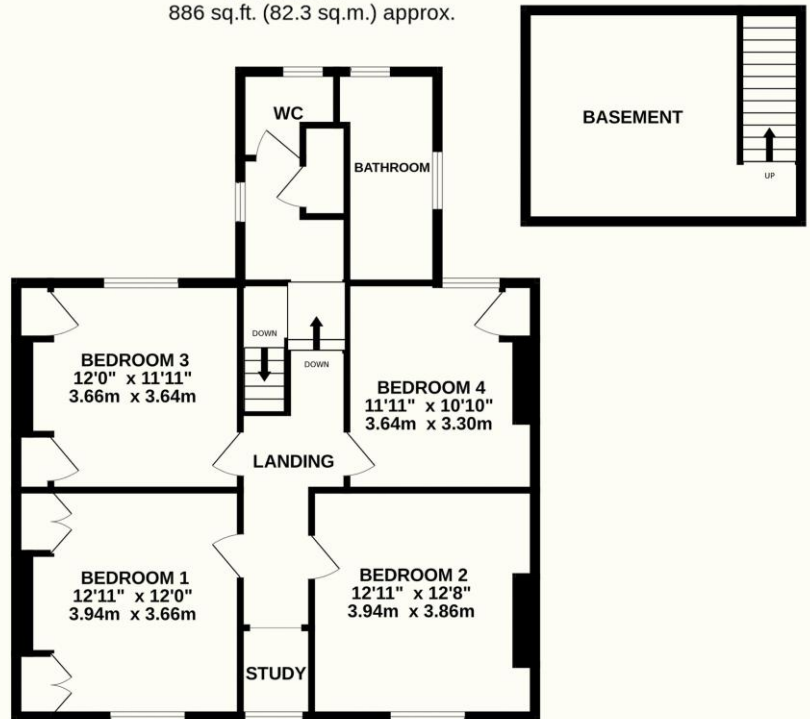 886 sq.ft. (82.3 sq.m.) approx.
WC
BATHROOM
BASEMENT
UP
DOWN
DOWN
BEDROOM 3
12'0" x 11'11"
3.66m x 3.64m
BEDROOM 4
11'11" x 10'10"
3.64m x 3.30m
LANDING
BEDROOM 1
12'11" x 12'0"
3.94m x 3.66m
BEDROOM 2
12'11" x 12'8"
3.94m x 3.86m
STUDY